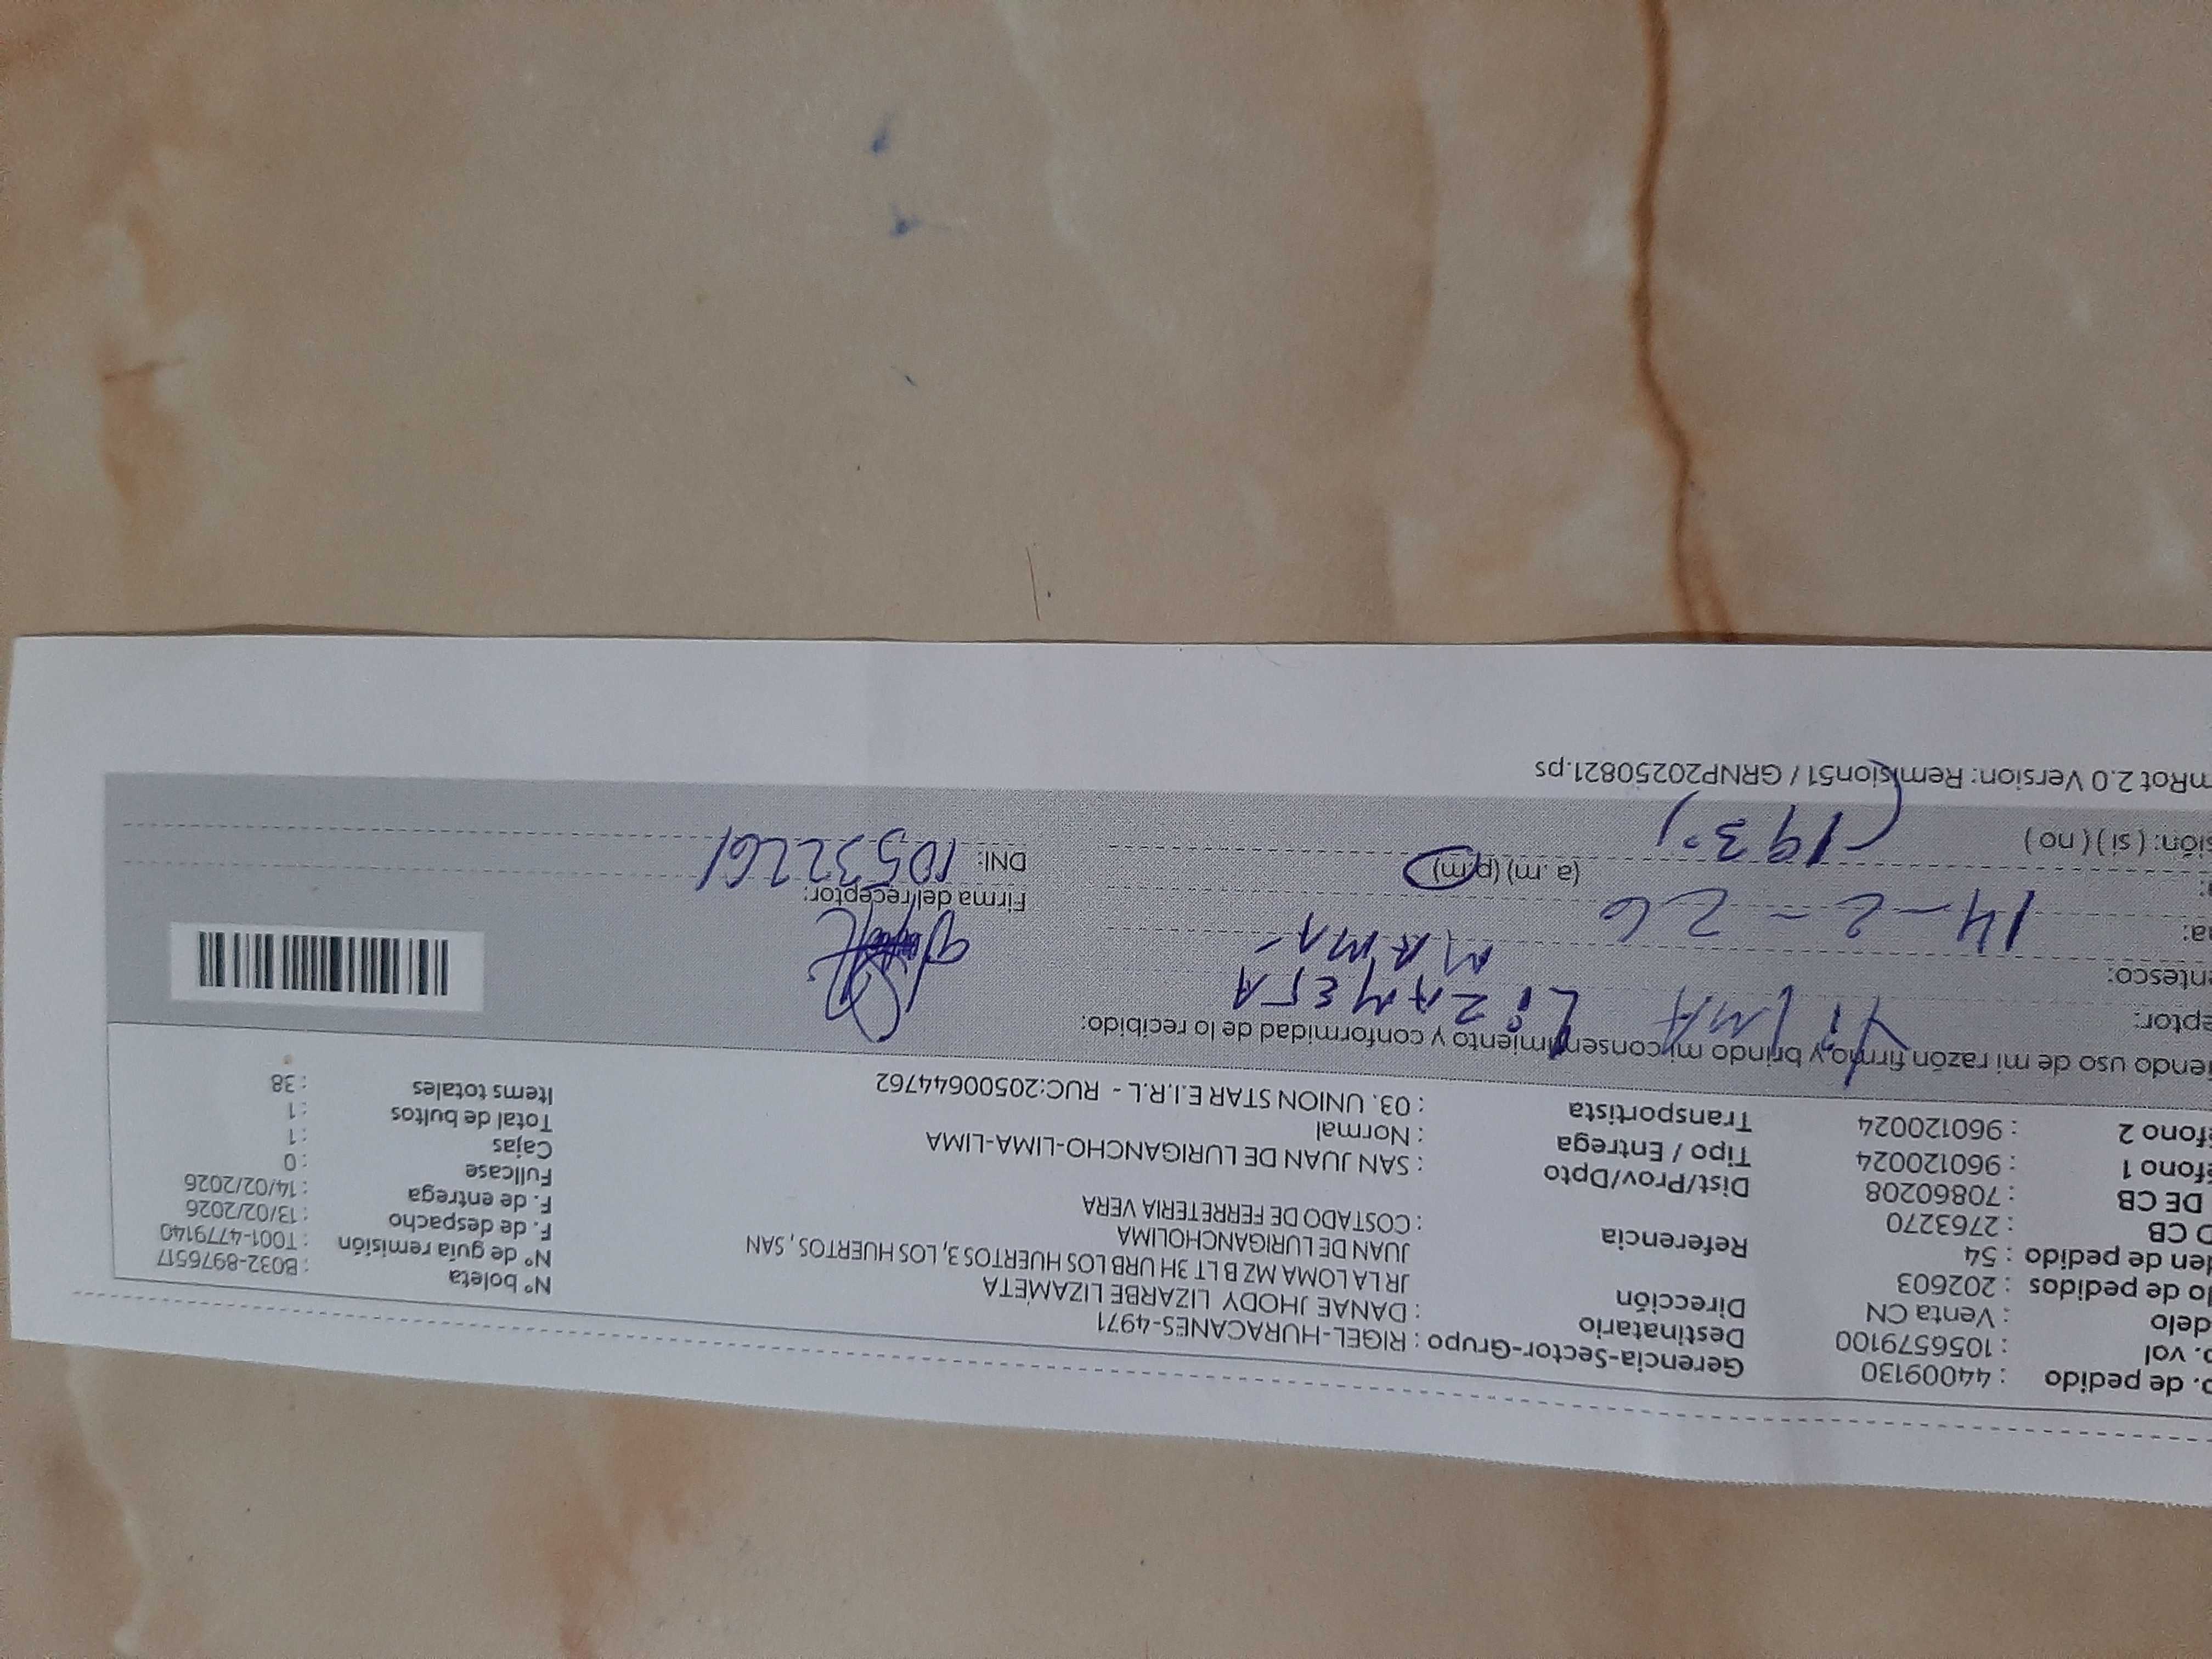 o. de pedido : 44009130
o. vol : 1056579100
delo : Venta CN
lo de pedidos : 202603
den de pedido : 54
D CB : 2763270
DE CB : 70860208
éfono 1 : 960120024
éfono 2 : 960120024
Gerencia-Sector-Grupo : RIGEL-HURACANES-4971
Destinatario : DANAE JHODY LIZARBE LIZAMETA
Dirección JR LA LOMA MZ B LT 3H URB LOS HUERTOS 3, LOS HUERTOS, SAN
JUAN DE LURIGANCHOLIMA
Referencia : COSTADO DE FERRETERIA VERA
Dist/Prov/Dpto : SAN JUAN DE LURIGANCHO-LIMA-LIMA
Tipo / Entrega : Normal
Transportista : 03. UNION STAR E.I.R.L - RUC:20500644762
Nº boleta : B032-8976517
Nº de guía remisión : T001-4779140
F. de despacho : 13/02/2026
F. de entrega : 14/02/2026
Fullcase : 0
Cajas : 1
Total de bultos : 1
Items totales : 38
iendo uso de mi razón firmo y brindo mi consentimiento y conformidad de lo recibido:
eptor: LiZAMETA
entesco: MAMA
na: 14-2-26
a: (a. m) (p.m)
sión: ( si ) ( no )
Firma del receptor:
DNI: 10532261
mRot 2.0 Version: Remision51 / GRNP20250821.ps